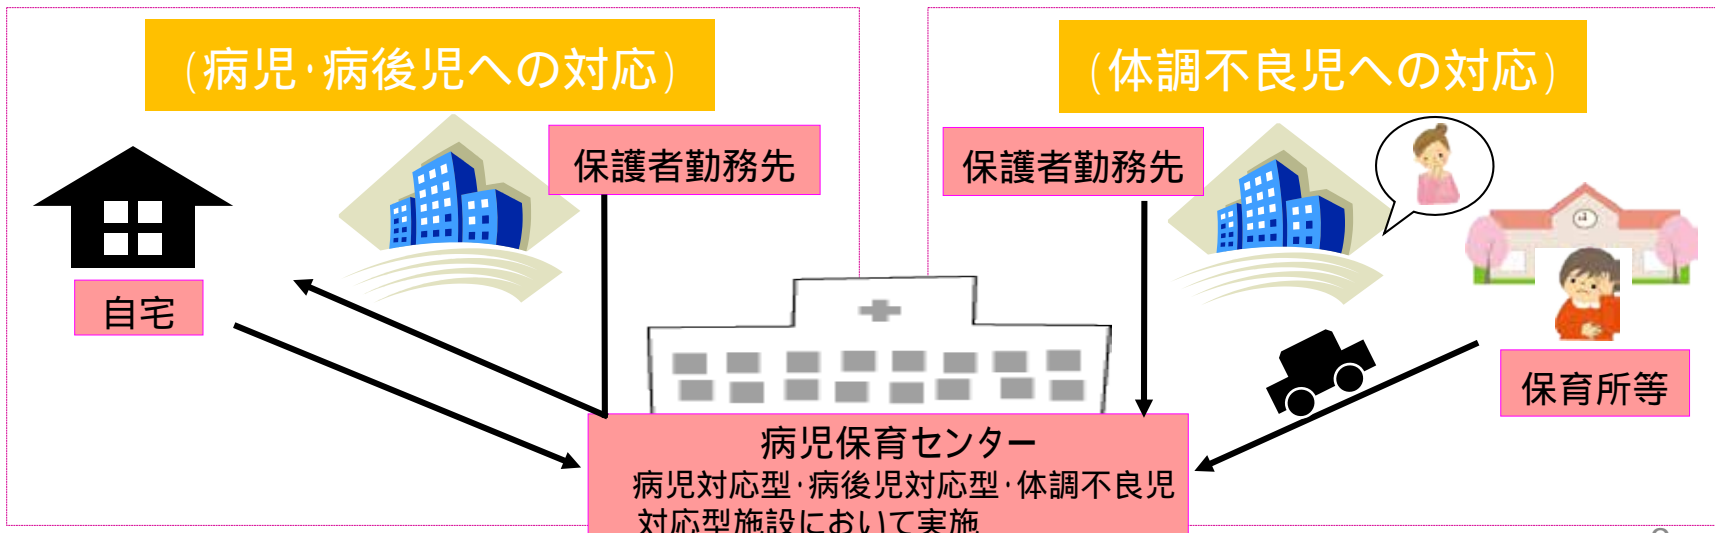 (病児・病後児への対応)
(体調不良児への対応)
保護者勤務先
保護者勤務先
自宅
保育所等
病児保育センター
病児対応型・病後児対応型・体調不良児
対応型施設において実施